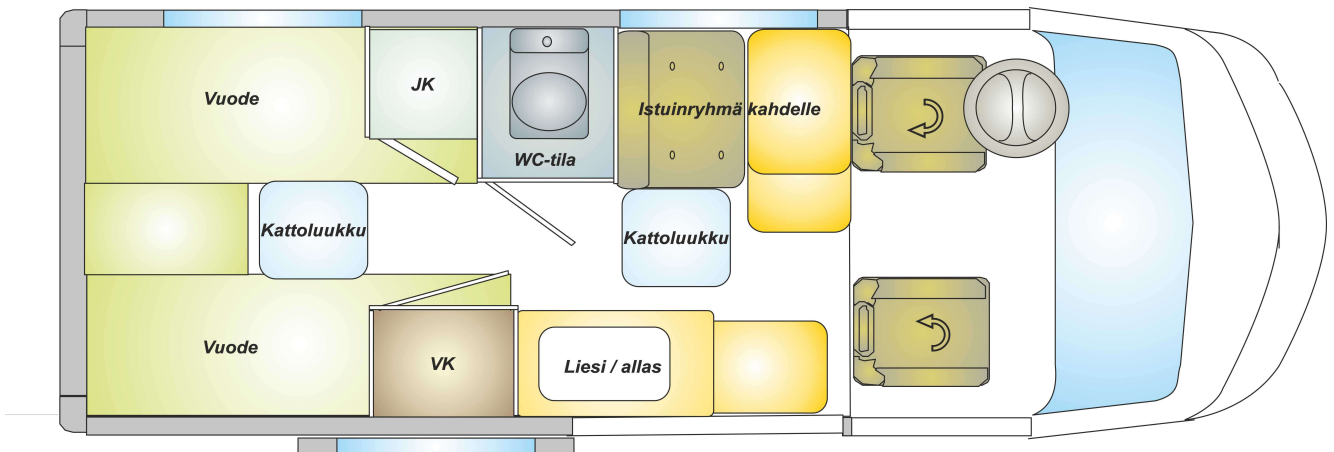 Vuode
JK
WC-tila
Istuinryhmä kahdelle
Kattoluukku
Kattoluukku
Vuode
VK
Liesi / allas